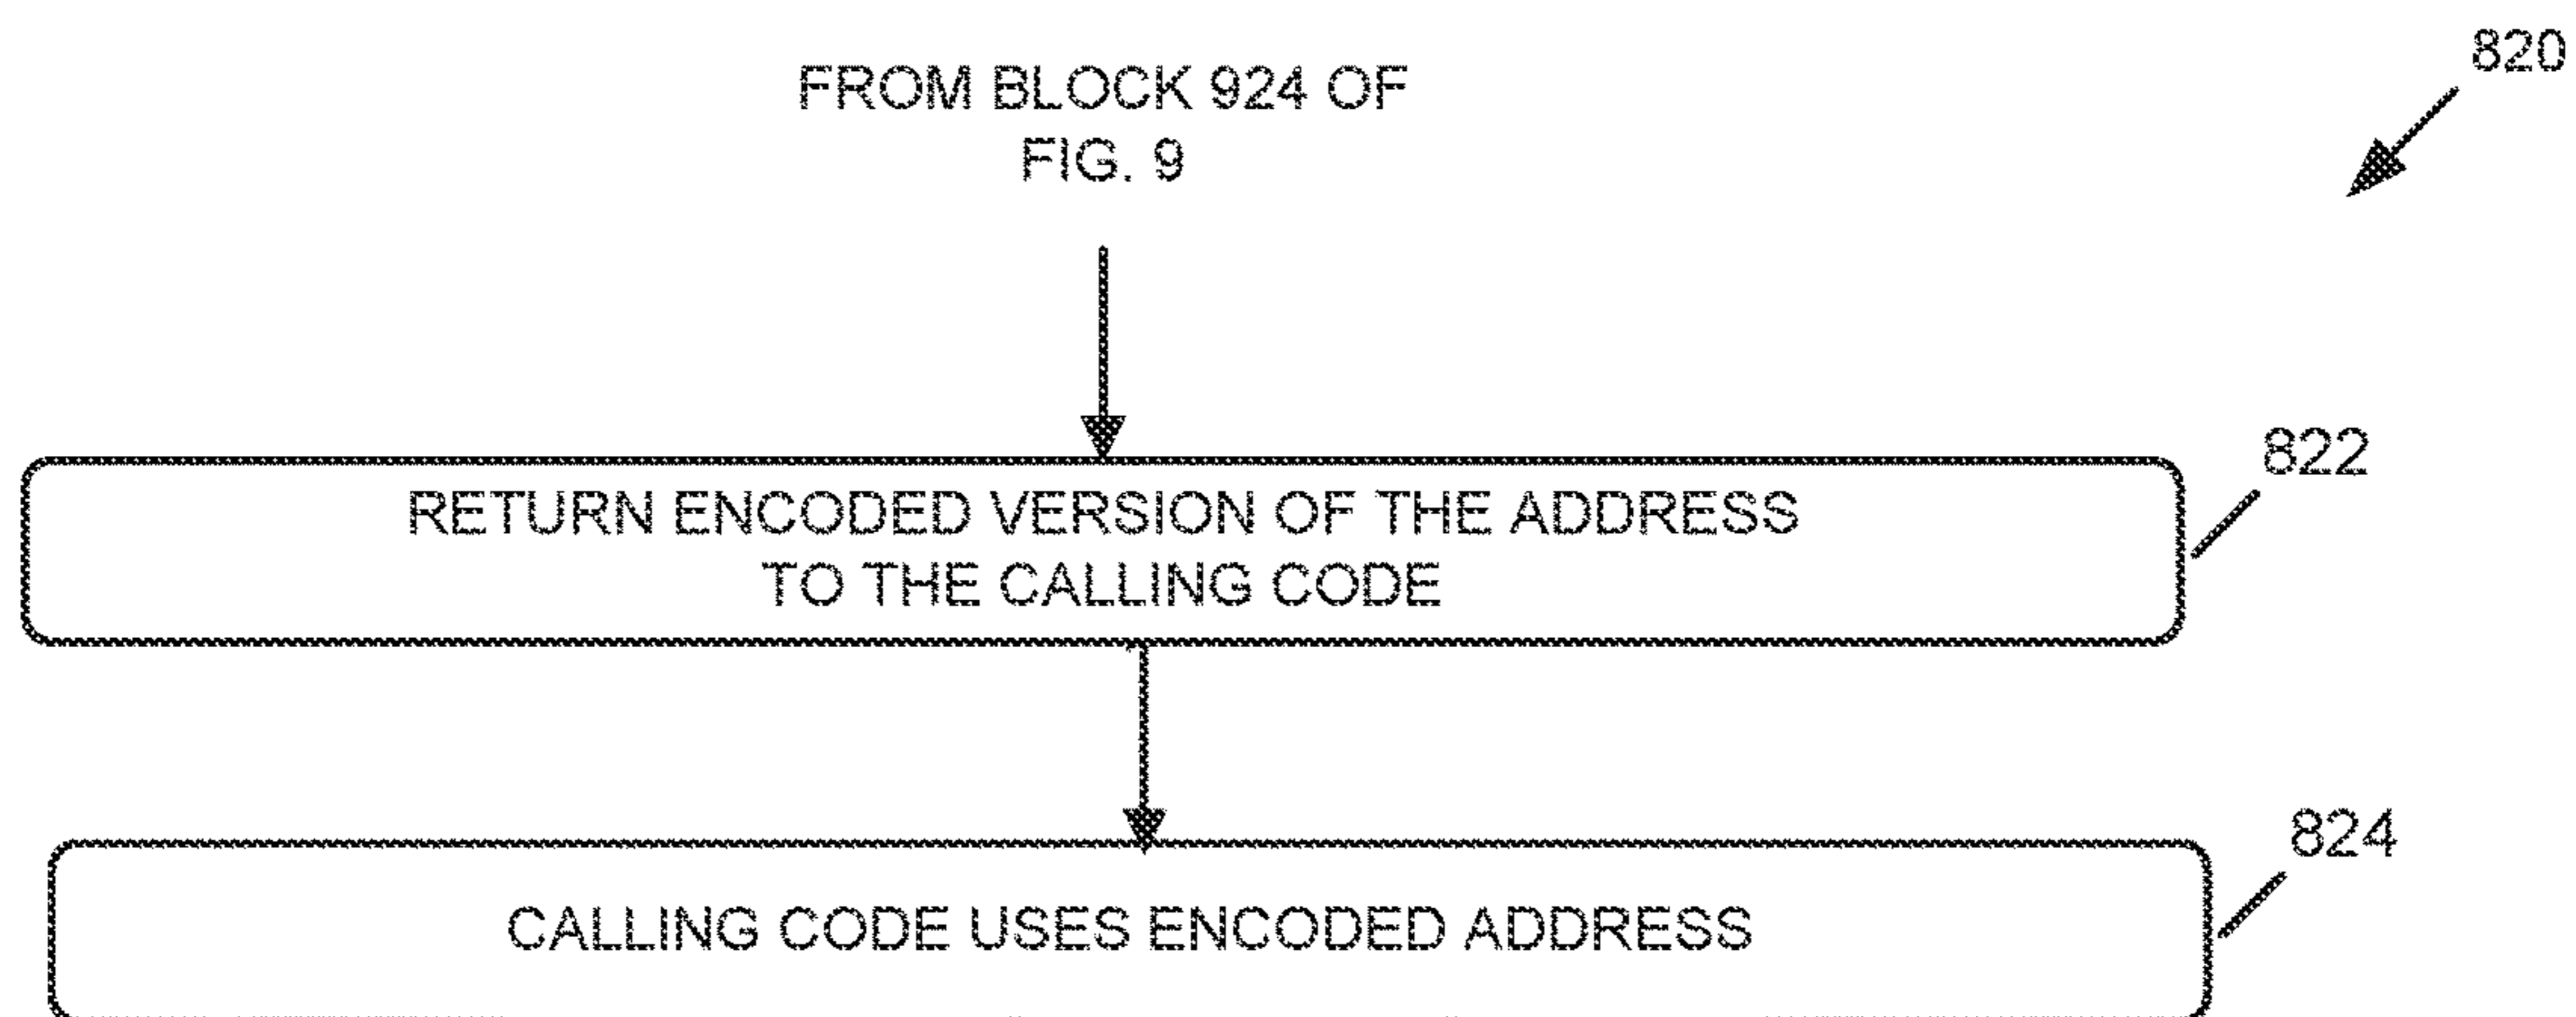 820
FROM BLOCK 924 OF
FIG. 9
822
RETURN ENCODED VERSION OF THE ADDRESS
TO THE CALLING CODE
824
CALLING CODE USES ENCODED ADDRESS